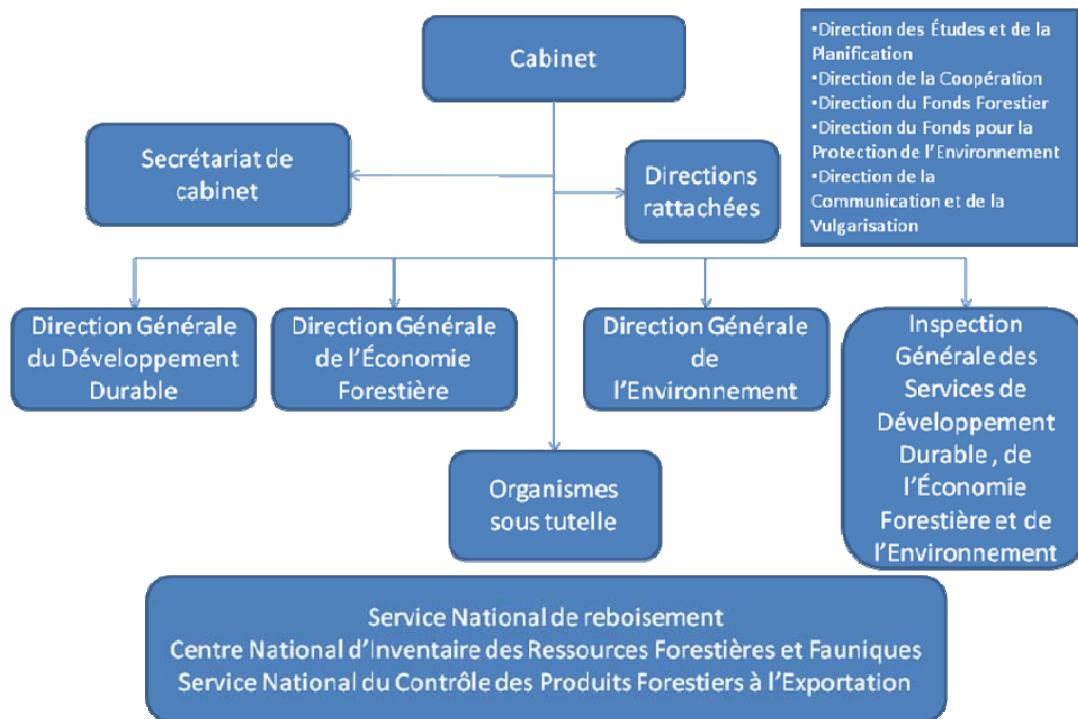 Cabinet
•Direction des Études et de la
Planification
•Direction de la Coopération
•Direction du Fonds Forestier
•Direction du Fonds pour la
Protection de l'Environnement
•Direction de la
Communication et de la
Vulgarisation
Secrétariat de
cabinet
Directions
rattachées
Direction Générale
du Développement
Durable
Direction Générale
de l'Économie
Forestière
Direction Générale
de
l'Environnement
Inspection
Générale des
Services de
Développement
Durable , de
l'Économie
Forestière et de
l'Environnement
Organismes
sous tutelle
Service National de reboisement
Centre National d'Inventaire des Ressources Forestières et Fauniques
Service National du Contrôle des Produits Forestiers à l'Exportation